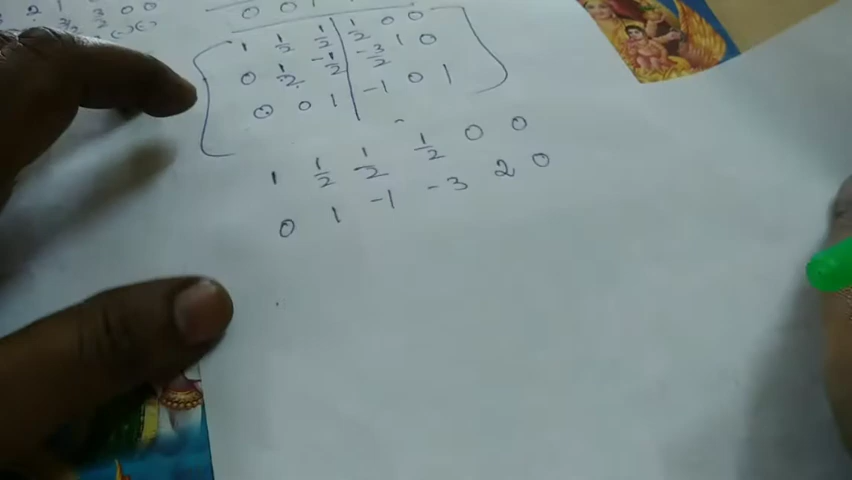 0 0
1 1/2 1/2 | 1/2 0 0
0 1/2 -1/2 | -3/2 1 0
0 0 1 | -1 0 1
1 1/2 1/2 1/2 0 0
0 1 -1 -3 2 0